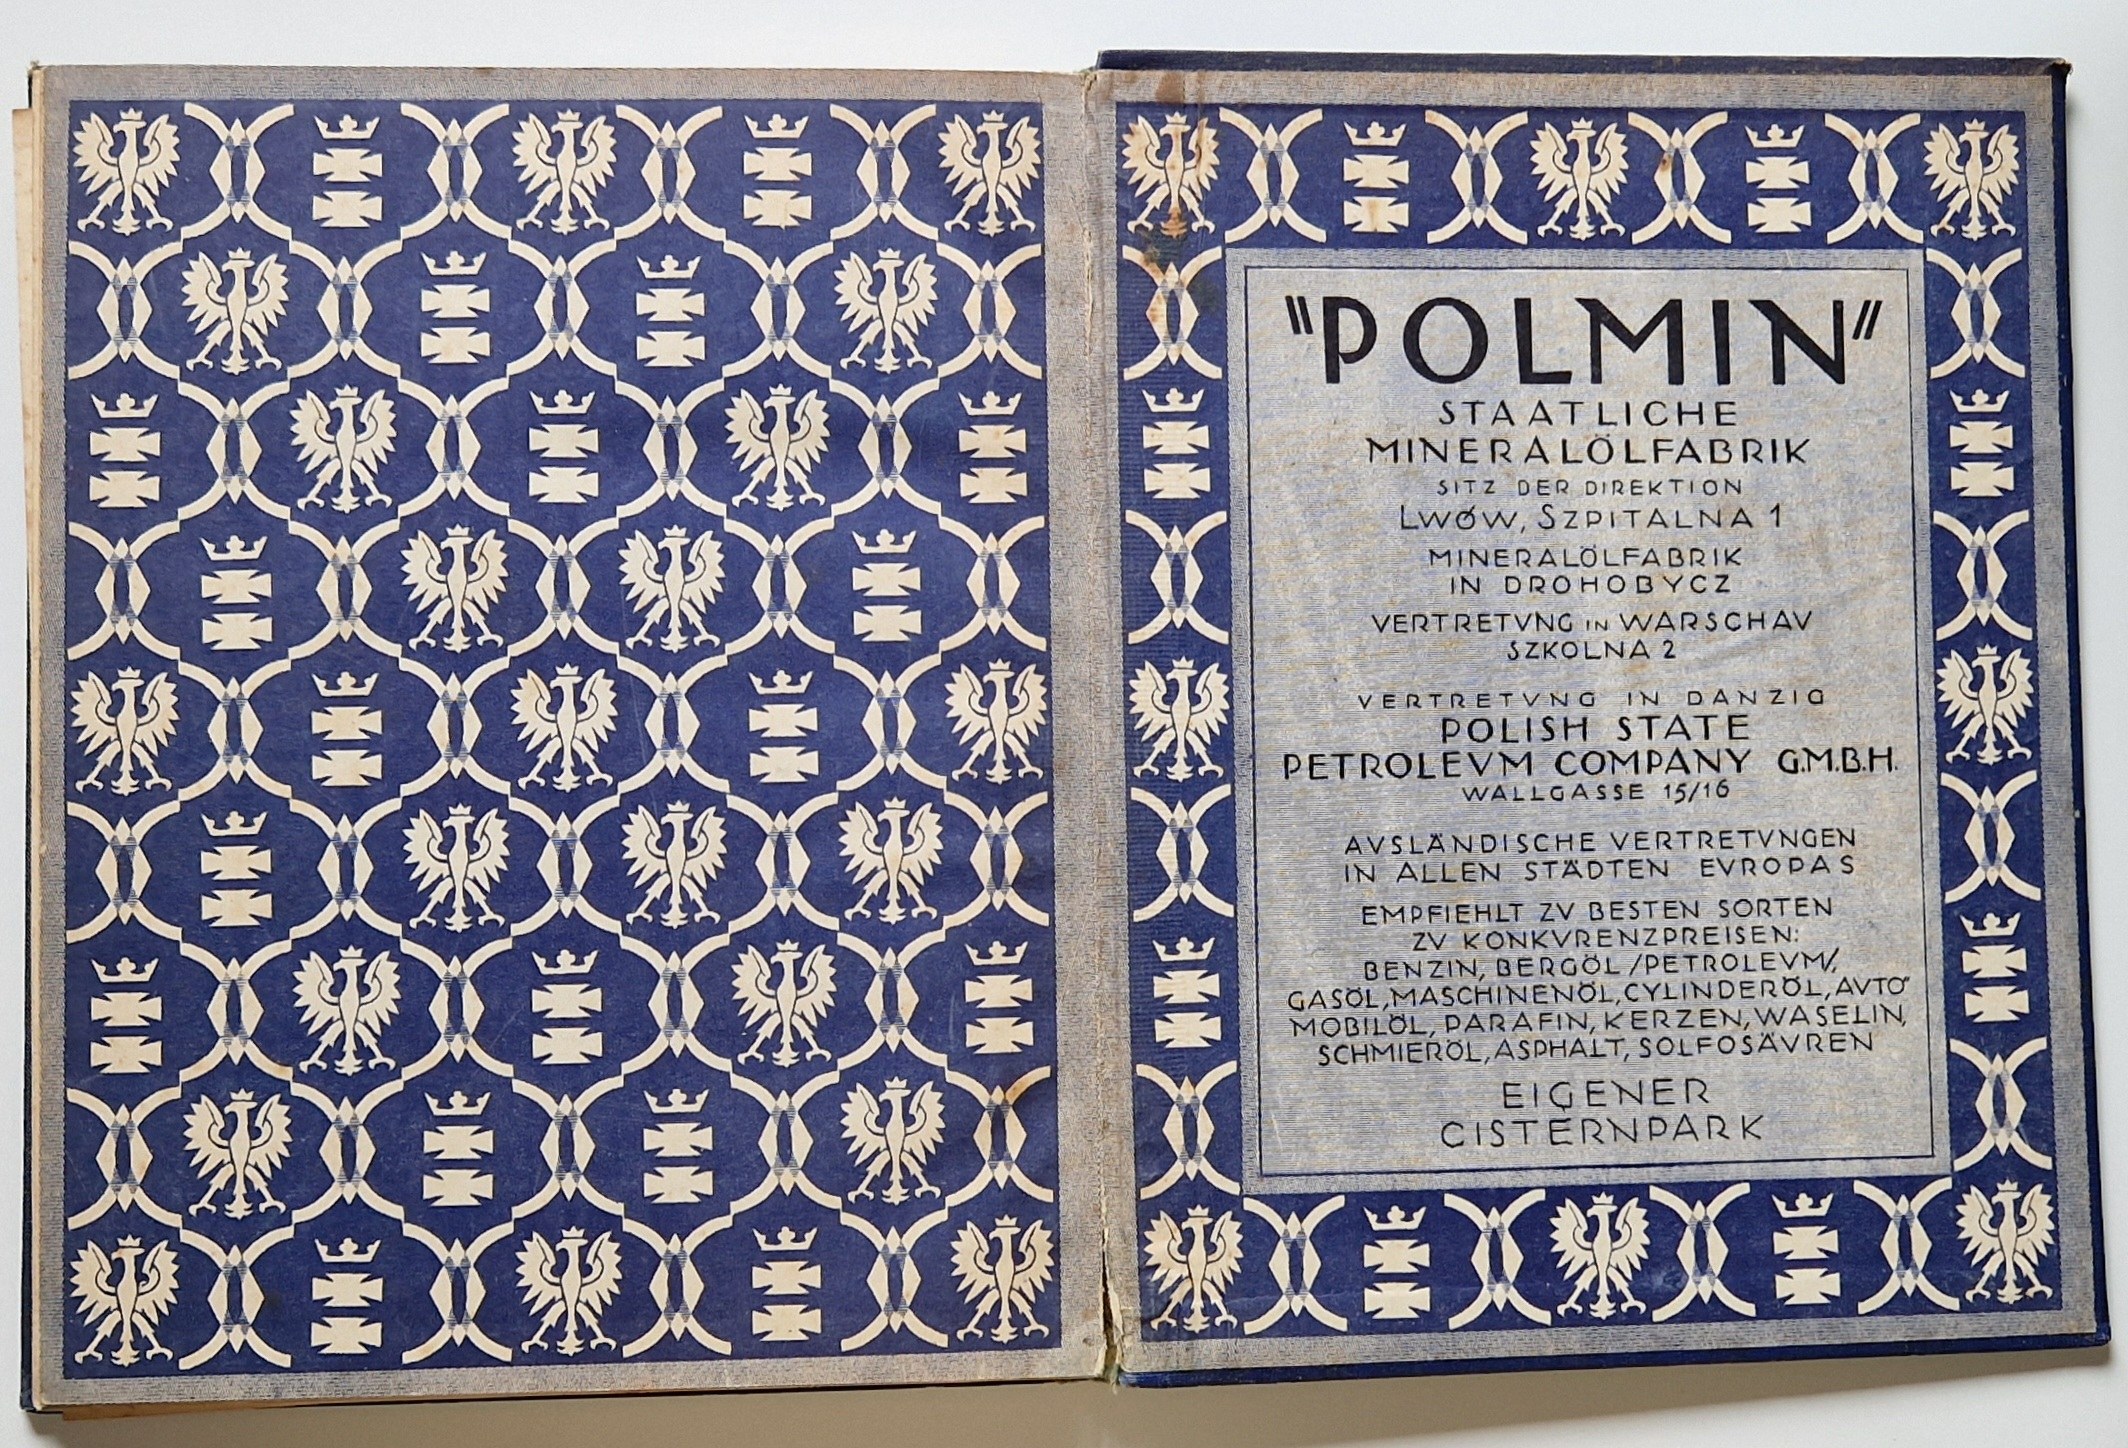 "POLMIN"
STAATLICHE
MINERALÖLFABRIK
SITZ DER DIREKTION
LWÓW, SZPITALNA 1
MINERALÖLFABRIK
IN DROHOBYCZ
VERTRETVNG IN WARSCHAV
SZKOLNA 2
VERTRETVNG IN DANZIG
POLISH STATE
PETROLEVM COMPANY G.M.B.H.
WALLGASSE 15/16
AVSLÄNDISCHE VERTRETVNGEN
IN ALLEN STÄDTEN EVROPAS
EMPFIEHLT ZV BESTEN SORTEN
ZV KONKVRENZPREISEN:
BENZIN, BERGÖL /PETROLEVM/,
GASÖL, MASCHINENÖL, CYLINDERÖL, AVTO"
MOBILÖL, PARAFIN, KERZEN, WASELIN,
SCHMIERÖL, ASPHALT, SOLFOSÄVREN
EIGENER
CISTERNPARK